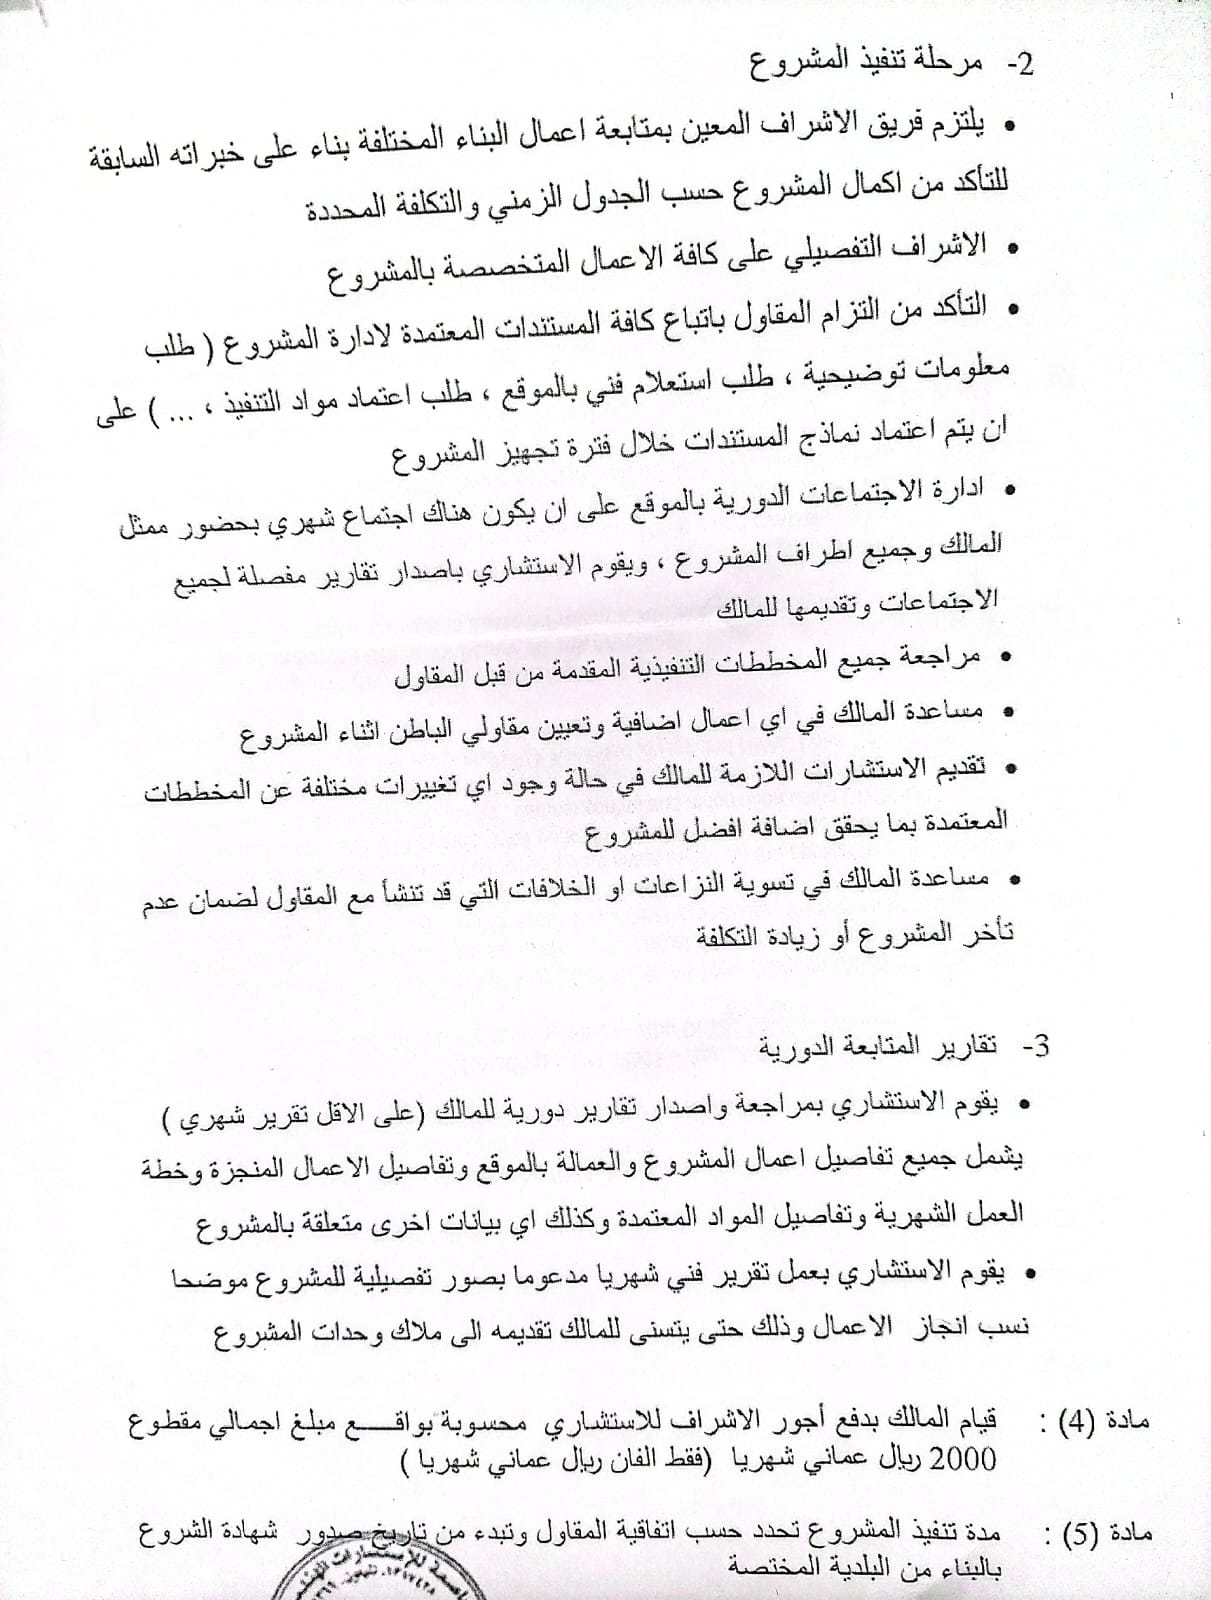 2- مرحلة تنفيذ المشروع
• يلتزم فريق الاشراف المعين بمتابعة اعمال البناء المختلفة بناء على خبراته السابقة
للتأكد من اكمال المشروع حسب الجدول الزمني والتكلفة المحددة
• الاشراف التفصيلي على كافة الاعمال المتخصصة بالمشروع
• التأكد من التزام المقاول باتباع كافة المستندات المعتمدة لادارة المشروع ( طلب
معلومات توضيحية ، طلب استعلام فني بالموقع ، طلب اعتماد مواد التنفيذ ، ... ) على
ان يتم اعتماد نماذج المستندات خلال فترة تجهيز المشروع
• ادارة الاجتماعات الدورية بالموقع على ان يكون هناك اجتماع شهري بحضور ممثل
المالك وجميع اطراف المشروع ، ويقوم الاستشاري باصدار تقارير مفصلة لجميع
الاجتماعات وتقديمها للمالك
• مراجعة جميع المخططات التنفيذية المقدمة من قبل المقاول
• مساعدة المالك في اي اعمال اضافية وتعيين مقاولي الباطن اثناء المشروع
• تقديم الاستشارات اللازمة للمالك في حالة وجود اي تغييرات مختلفة عن المخططات
المعتمدة بما يحقق اضافة افضل للمشروع
• مساعدة المالك في تسوية النزاعات او الخلافات التي قد تنشأ مع المقاول لضمان عدم
تأخر المشروع أو زيادة التكلفة
3- تقارير المتابعة الدورية
• يقوم الاستشاري بمراجعة واصدار تقارير دورية للمالك (على الاقل تقرير شهري )
يشمل جميع تفاصيل اعمال المشروع والعمالة بالموقع وتفاصيل الاعمال المنجزة وخطة
العمل الشهرية وتفاصيل المواد المعتمدة وكذلك اي بيانات اخرى متعلقة بالمشروع
• يقوم الاستشاري بعمل تقرير فني شهريا مدعوما بصور تفصيلية للمشروع موضحا
نسب انجاز الاعمال وذلك حتى يتسنى للمالك تقديمه الى ملاك وحدات المشروع
مادة (4) : قيام المالك بدفع أجور الاشراف للاستشاري محسوبة بواقـــع مبلغ اجمالي مقطوع
2000 ريال عماني شهريا (فقط الفان ريال عماني شهريا )
مادة (5) : مدة تنفيذ المشروع تحدد حسب اتفاقية المقاول وتبدء من تاريخ صدور شهادة الشروع
بالبناء من البلدية المختصة
للإستشارات